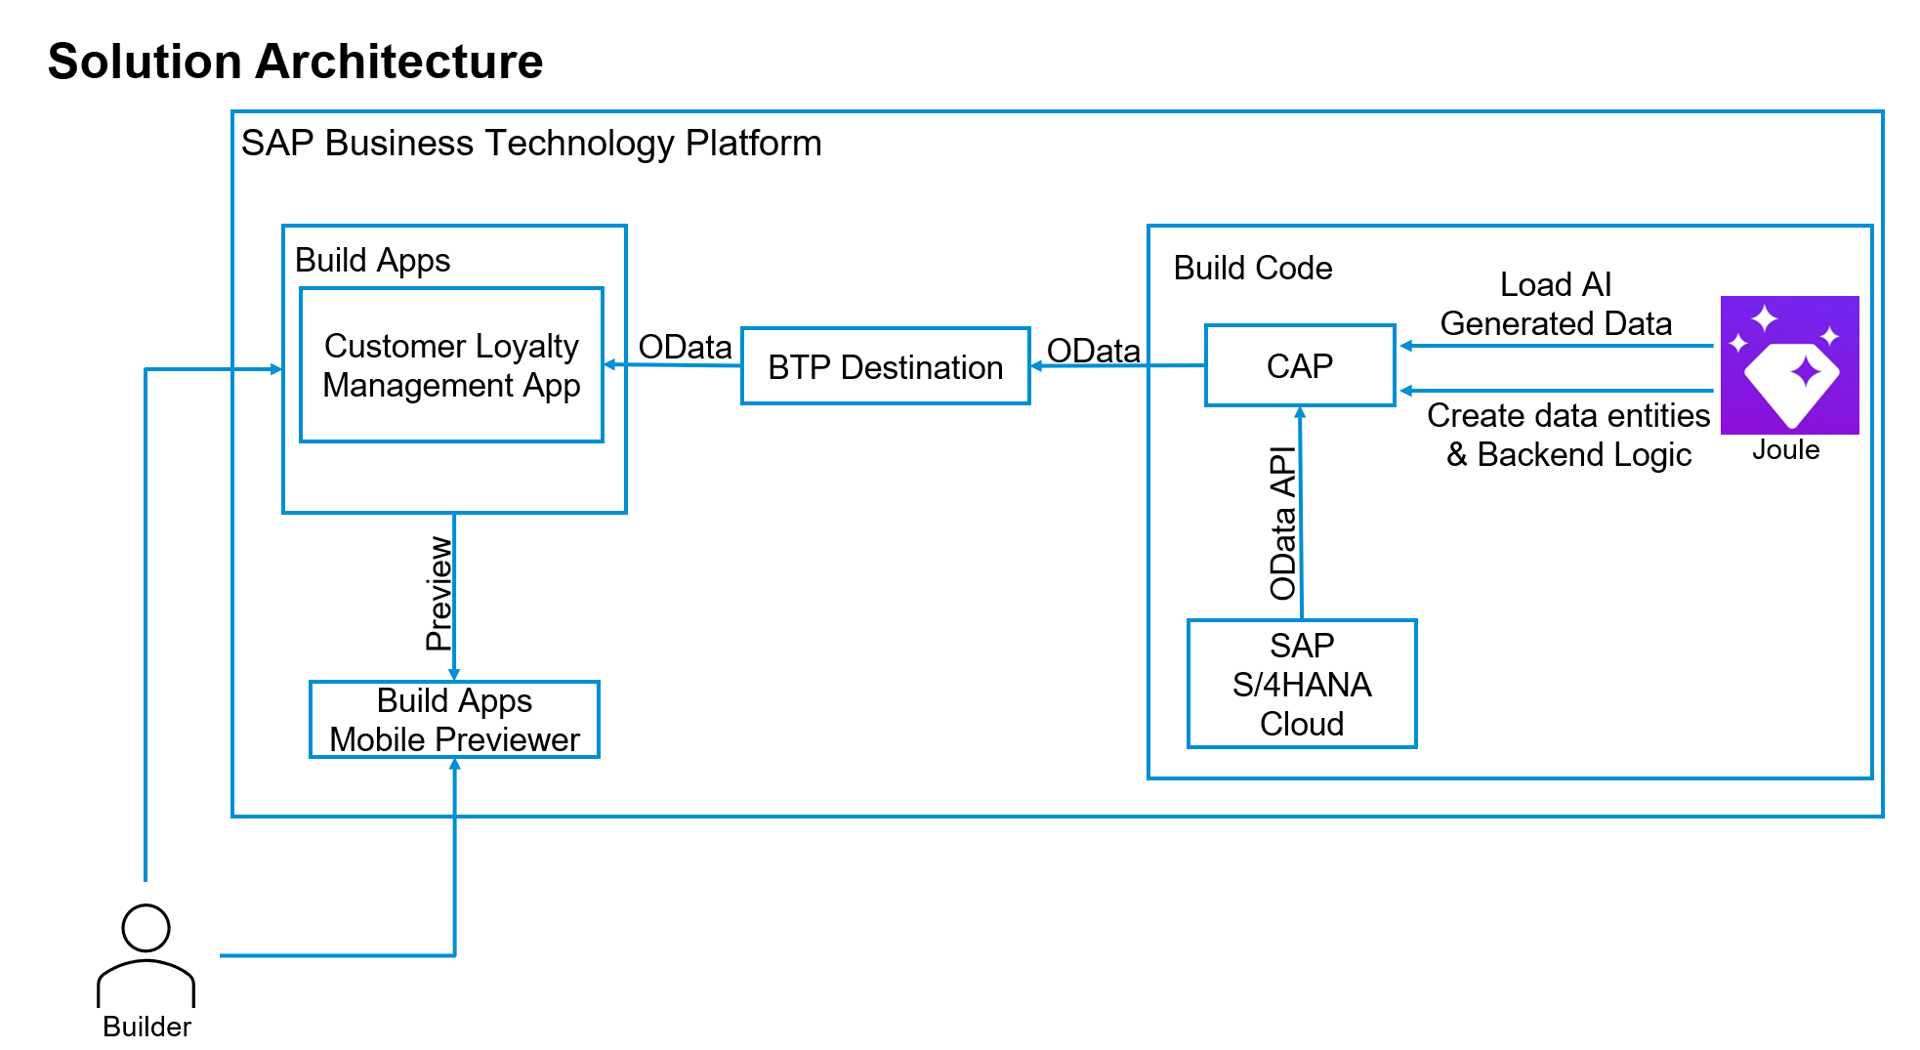 Solution Architecture
SAP Business Technology Platform
Build Apps
Customer Loyalty
Management App
OData
BTP Destination
OData
Build Code
CAP
Load AI
Generated Data
Create data entities
& Backend Logic
Joule
OData API
SAP
S/4HANA
Cloud
Preview
Build Apps
Mobile Previewer
Builder